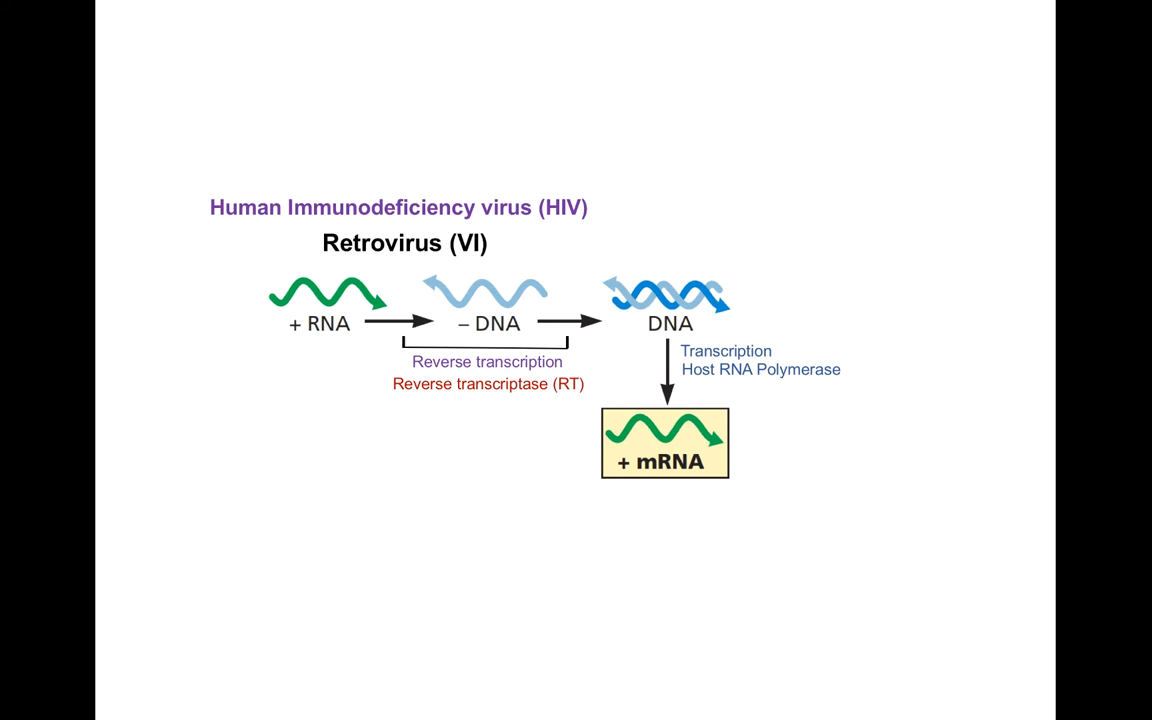 Human Immunodeficiency virus (HIV)
Retrovirus (VI)
+ RNA
– DNA
DNA
Reverse transcription
Reverse transcriptase (RT)
Transcription
Host RNA Polymerase
+ mRNA